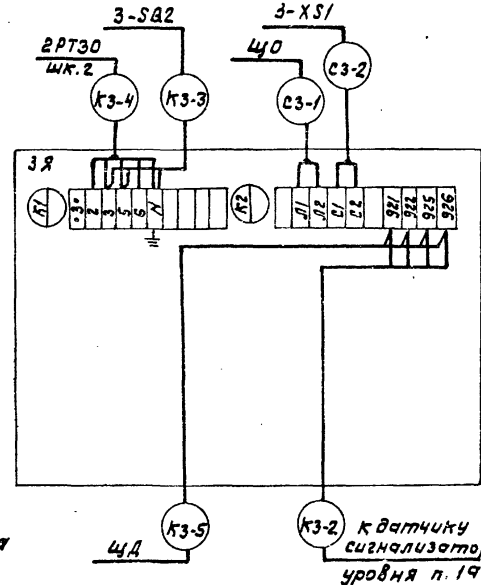 3-SQ2
3-XS1
2РТ30
шк.2
ЩО
К3-4
К3-3
С3-1
С3-2
3Я
К1
"3"
2
3
5
6
N
К2
Л1
Л2
С1
С2
921
922
925
926
К3-5
К3-2
ЩД
к датчику
сигнализато
уровня п.19